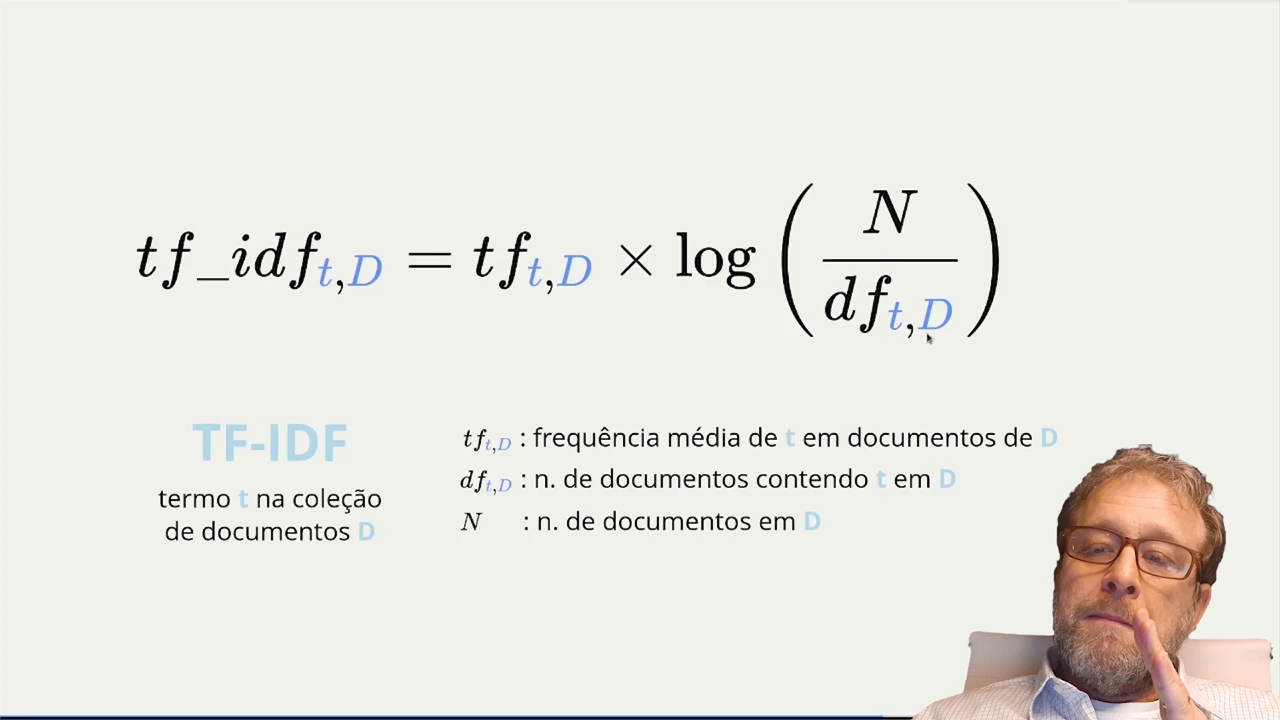 tf_idf_{t,D} = tf_{t,D} × log ( N / df_{t,D} )
TF-IDF
termo t na coleção
de documentos D
tf_{t,D} : frequência média de t em documentos de D
df_{t,D} : n. de documentos contendo t em D
N : n. de documentos em D